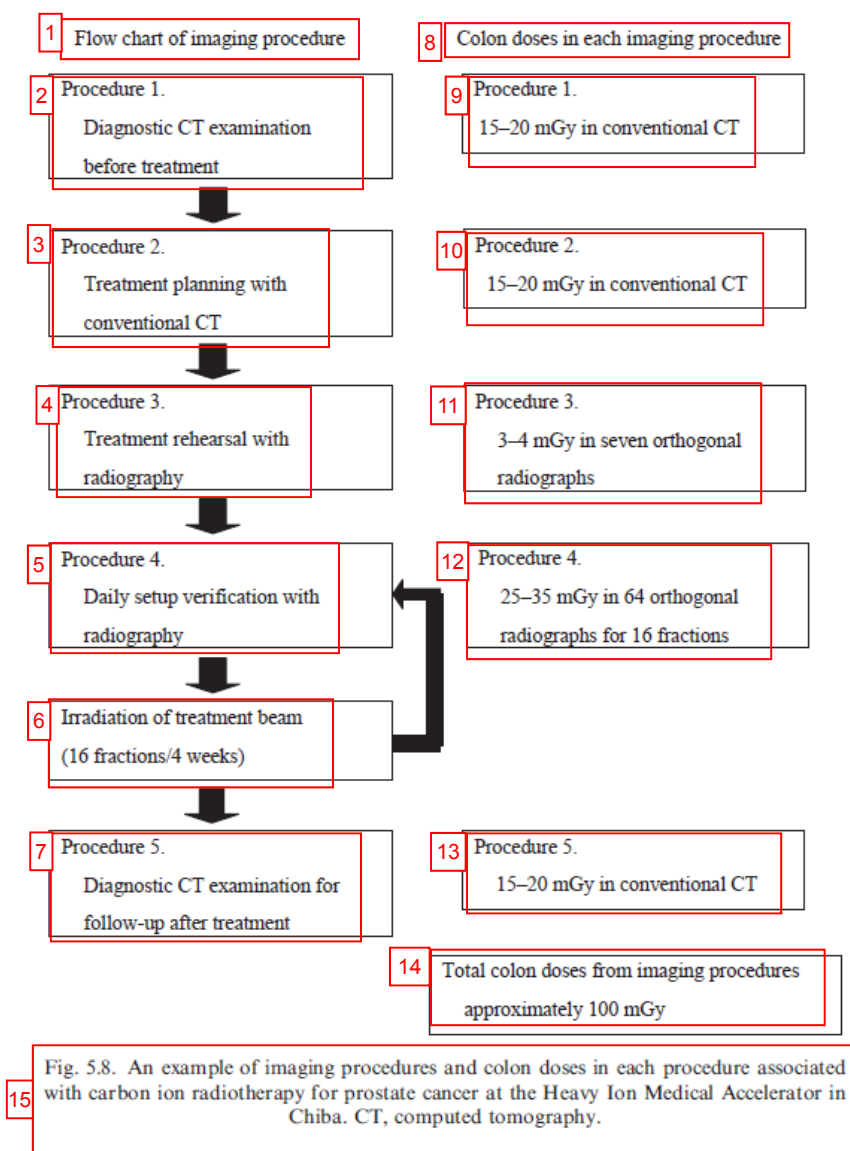 1
Flow chart of imaging procedure
2
Procedure 1.
Diagnostic CT examination
before treatment
3
Procedure 2.
Treatment planning with
conventional CT
4
Procedure 3.
Treatment rehearsal with
radiography
5
Procedure 4.
Daily setup verification with
radiography
6
Irradiation of treatment beam
(16 fractions/4 weeks)
7
Procedure 5.
Diagnostic CT examination for
follow-up after treatment
8
Colon doses in each imaging procedure
9
Procedure 1.
15–20 mGy in conventional CT
10
Procedure 2.
15–20 mGy in conventional CT
11
Procedure 3.
3–4 mGy in seven orthogonal
radiographs
12
Procedure 4.
25–35 mGy in 64 orthogonal
radiographs for 16 fractions
13
Procedure 5.
15–20 mGy in conventional CT
14
Total colon doses from imaging procedures
approximately 100 mGy
15
Fig. 5.8. An example of imaging procedures and colon doses in each procedure associated
with carbon ion radiotherapy for prostate cancer at the Heavy Ion Medical Accelerator in
Chiba. CT, computed tomography.